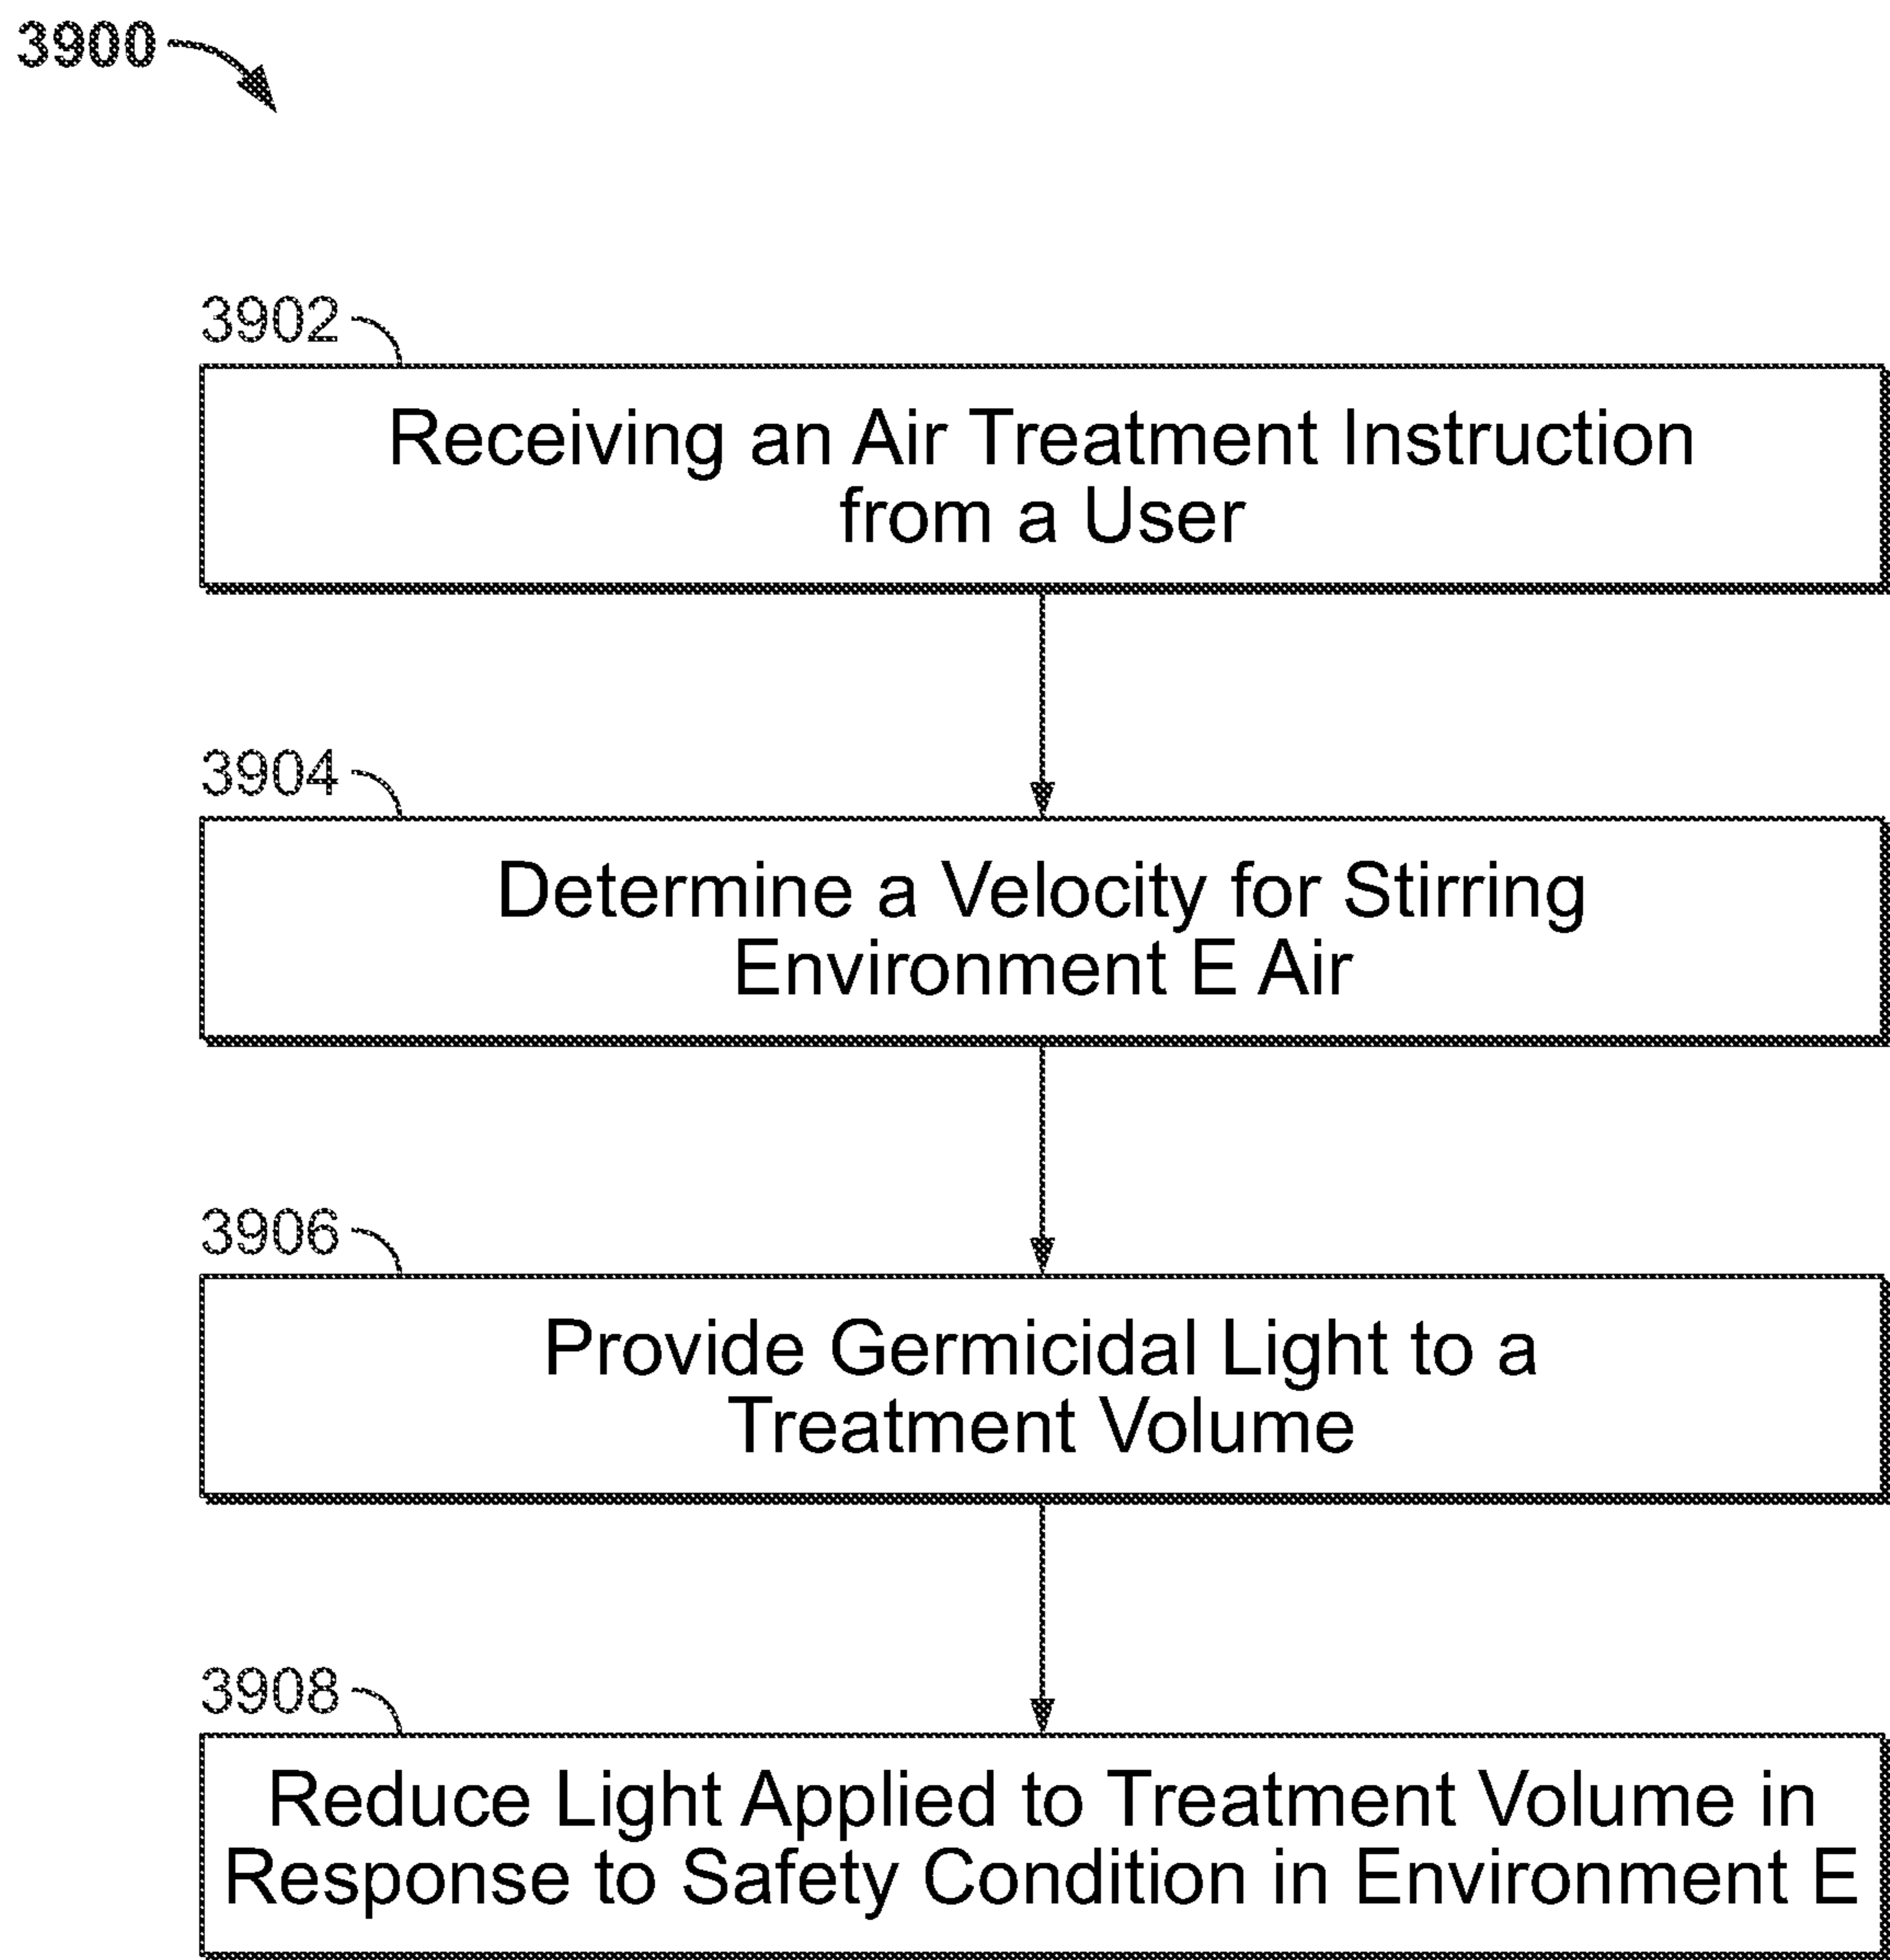 3900
3902
Receiving an Air Treatment Instruction
from a User
3904
Determine a Velocity for Stirring
Environment E Air
3906
Provide Germicidal Light to a
Treatment Volume
3908
Reduce Light Applied to Treatment Volume in
Response to Safety Condition in Environment E